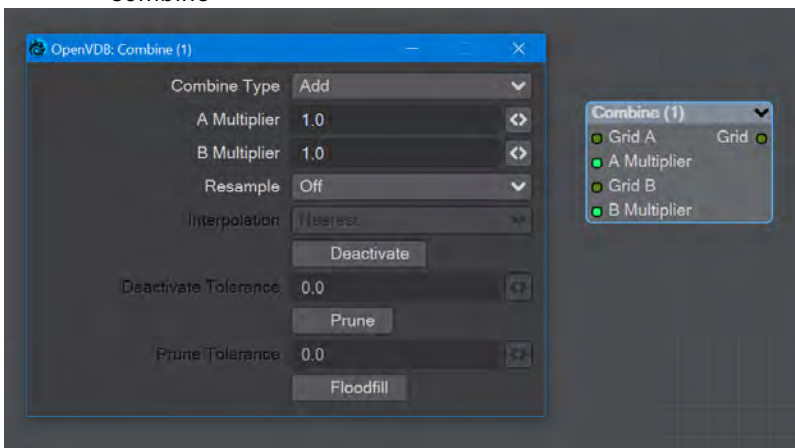 Combine
OpenVDB: Combine (1)
Combine Type Add
A Multiplier 1.0
B Multiplier 1.0
Resample Off
Interpolation Nearest
Deactivate
Deactivate Tolerance 0.0
Prune
Prune Tolerance 0.0
Floodfill
Combine (1)
Grid A Grid
A Multiplier
Grid B
B Multiplier